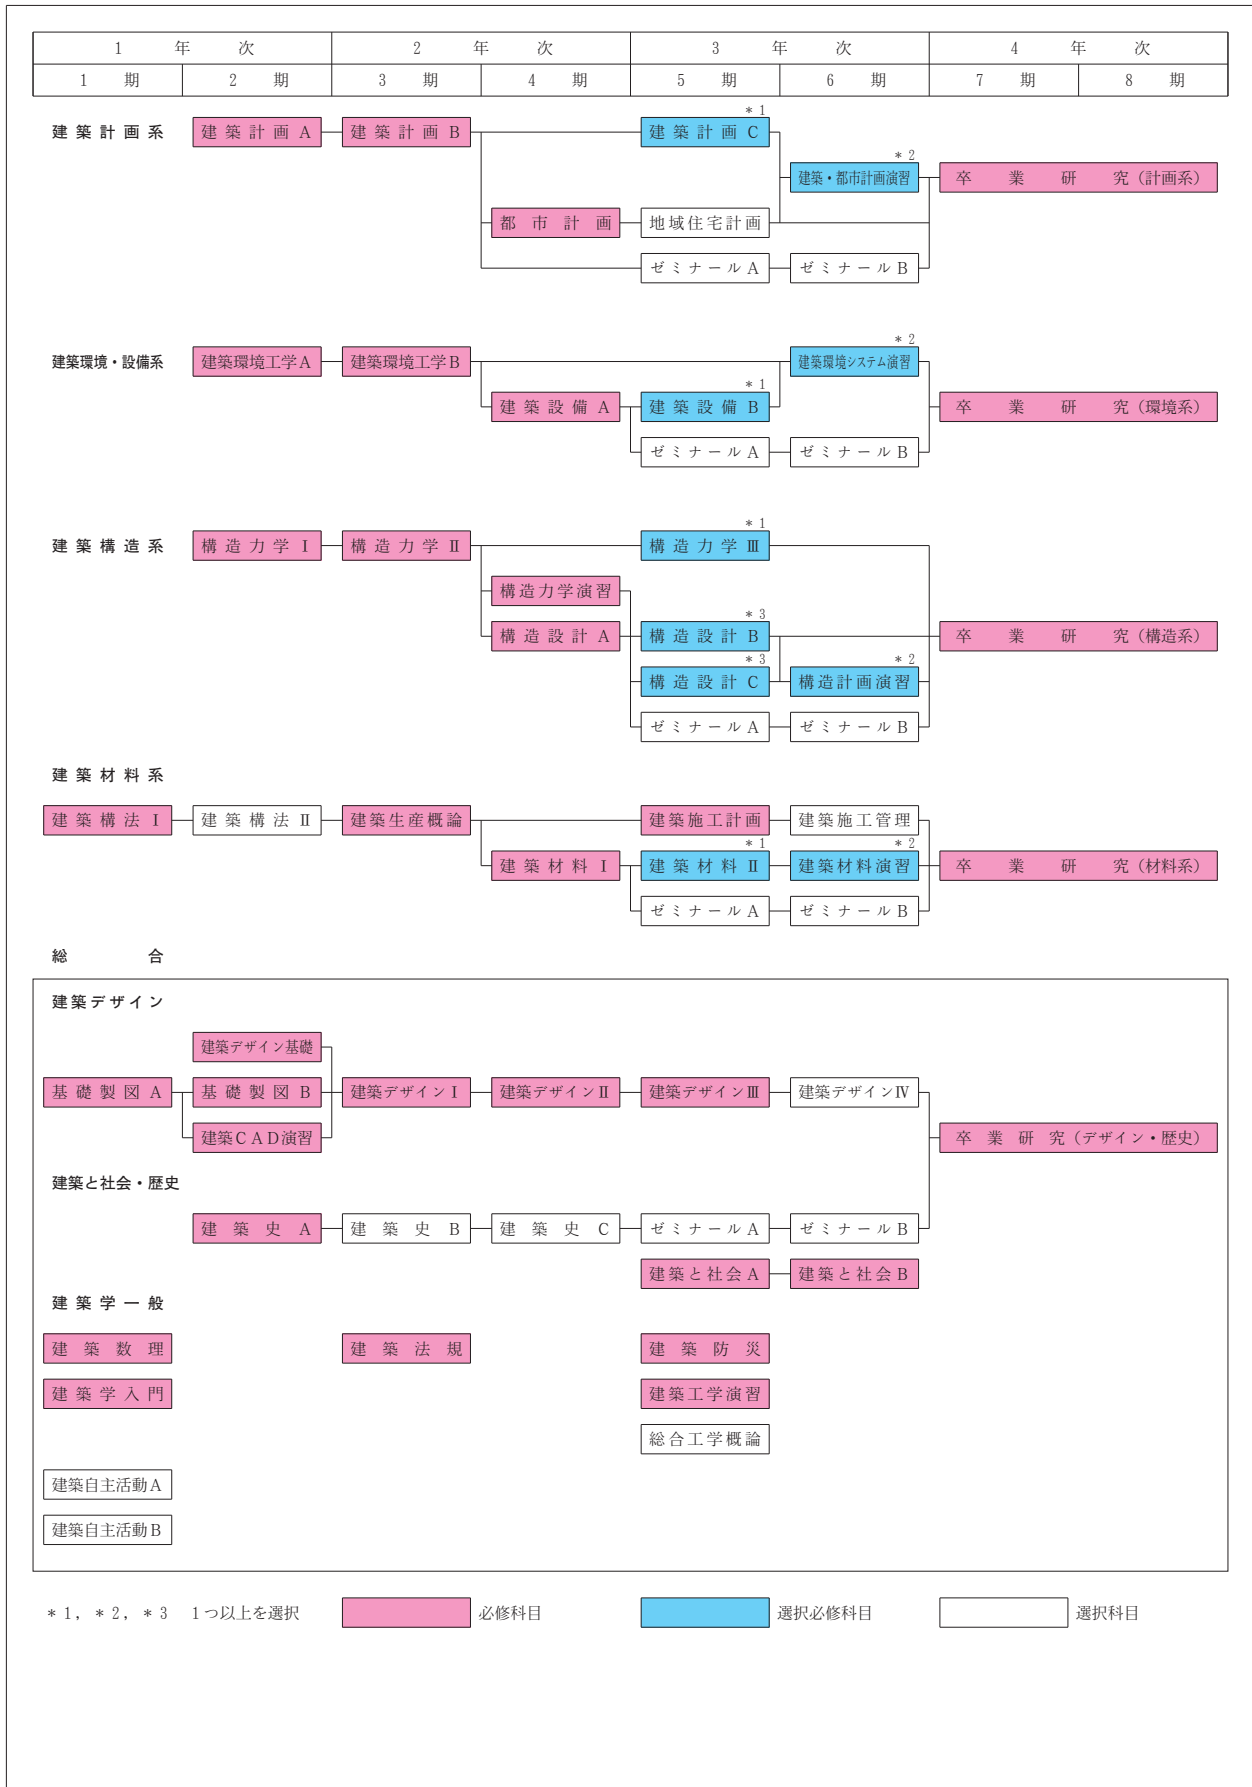 1 年 次 2 年 次 3 年 次 4 年 次
1 期 2 期 3 期 4 期 5 期 6 期 7 期 8 期
＊1
建築計画系 建築計画A 建築計画B 建築計画C
＊2
建築・都市計画演習 卒業研究（計画系）
都市計画 地域住宅計画
ゼミナールA ゼミナールB
＊2
建築環境・設備系 建築環境工学A 建築環境工学B 建築環境システム演習
＊1
建築設備A 建築設備B 卒業研究（環境系）
ゼミナールA ゼミナールB
＊1
建築構造系 構造力学Ⅰ 構造力学Ⅱ 構造力学Ⅲ
構造力学演習
＊3
構造設計A 構造設計B 卒業研究（構造系）
＊3 ＊2
構造設計C 構造計画演習
ゼミナールA ゼミナールB
建築材料系
建築構法Ⅰ 建築構法Ⅱ 建築生産概論 建築施工計画 建築施工管理
＊1 ＊2
建築材料Ⅰ 建築材料Ⅱ 建築材料演習 卒業研究（材料系）
ゼミナールA ゼミナールB
総合
建築デザイン
建築デザイン基礎
基礎製図A 基礎製図B 建築デザインⅠ 建築デザインⅡ 建築デザインⅢ 建築デザインⅣ
建築CAD演習 卒業研究（デザイン・歴史）
建築と社会・歴史
建築史A 建築史B 建築史C ゼミナールA ゼミナールB
建築と社会A 建築と社会B
建築学一般
建築数理 建築法規 建築防災
建築学入門 建築工学演習
総合工学概論
建築自主活動A
建築自主活動B
＊1，＊2，＊3 1つ以上を選択 必修科目 選択必修科目 選択科目